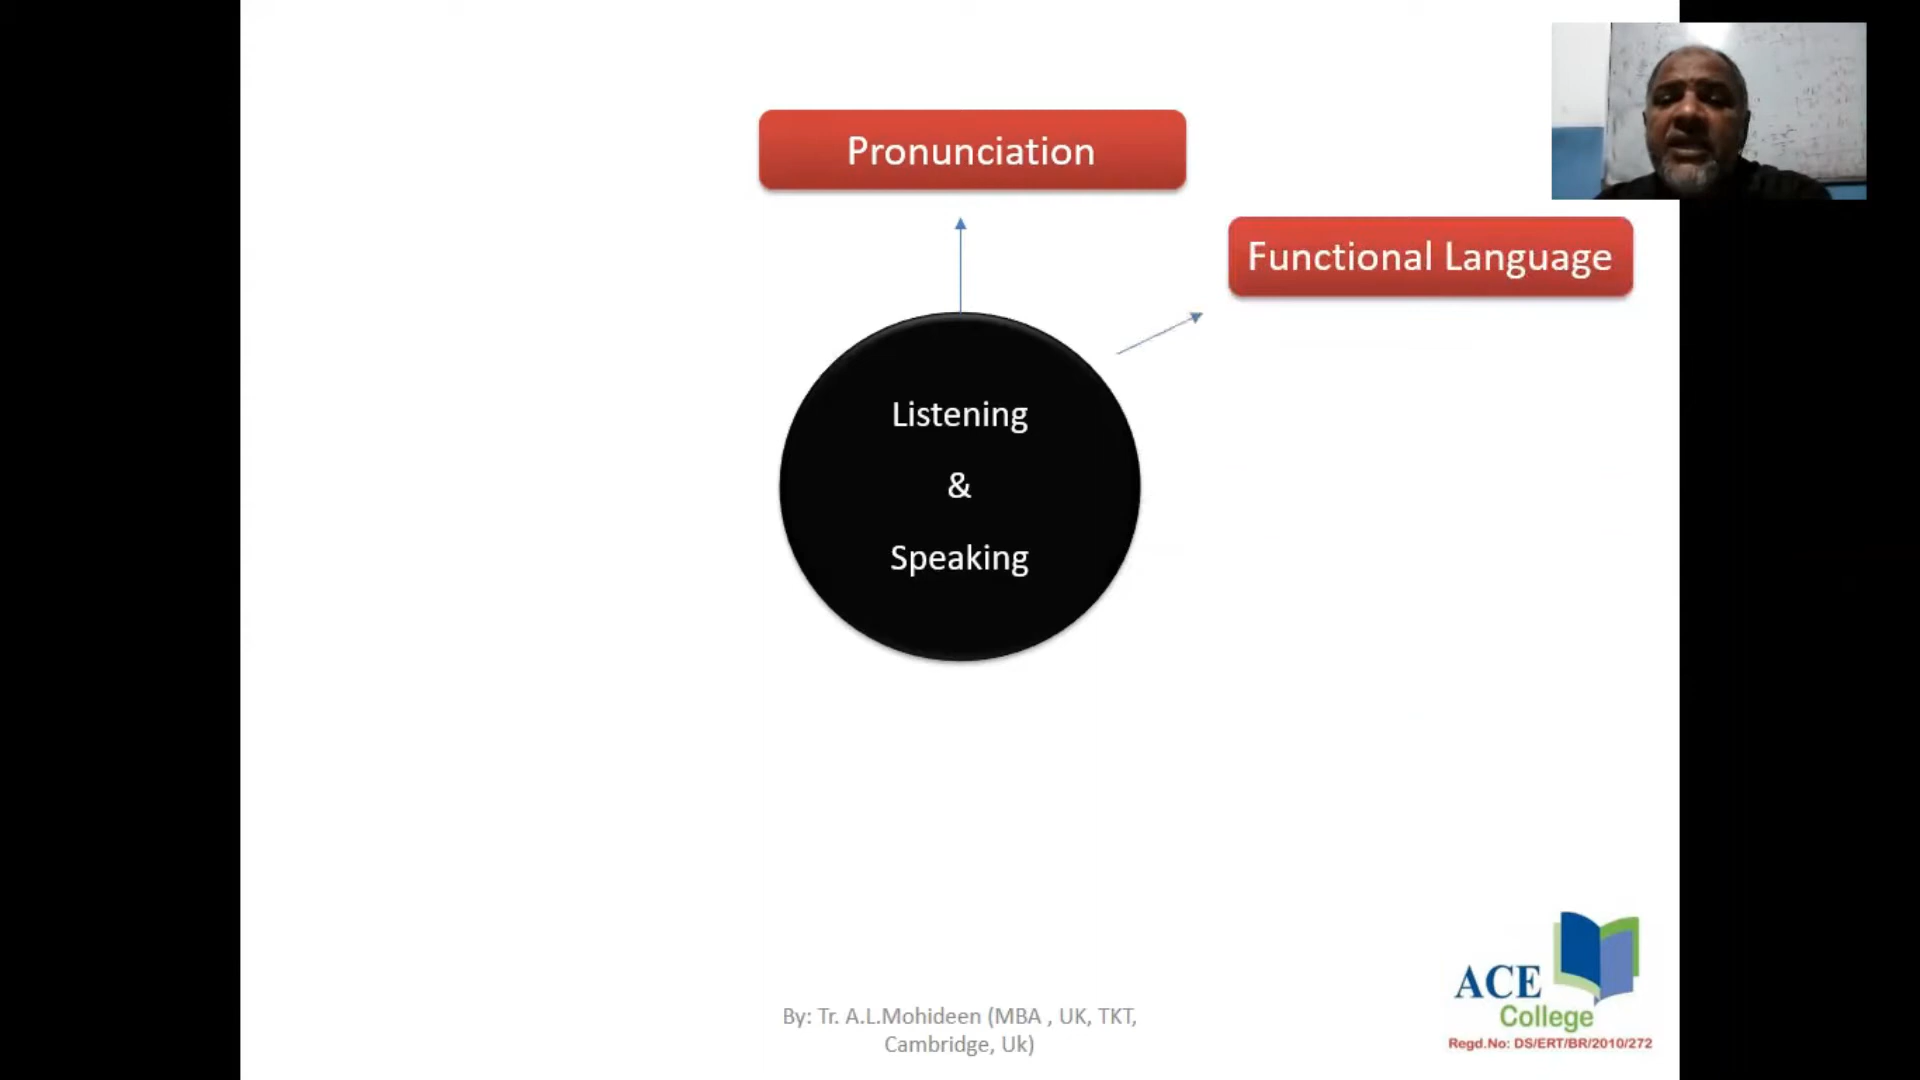 Pronunciation
Functional Language
Listening
&
Speaking
By: Tr. A.L.Mohideen (MBA , UK, TKT,
Cambridge, Uk)
ACE
College
Regd.No: DS/ERT/BR/2010/272